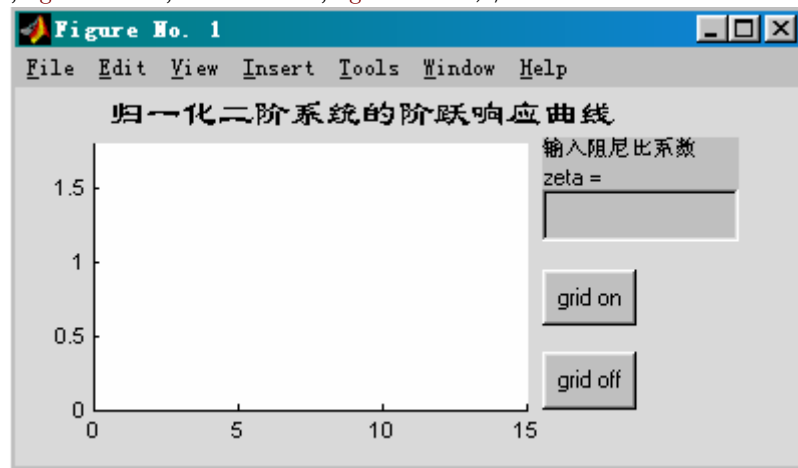 Figure No. 1
File Edit View Insert Tools Window Help
归一化二阶系统的阶跃响应曲线
输入阻尼比系数
zeta =
1.5
1
grid on
0.5
grid off
0
0 5 10 15